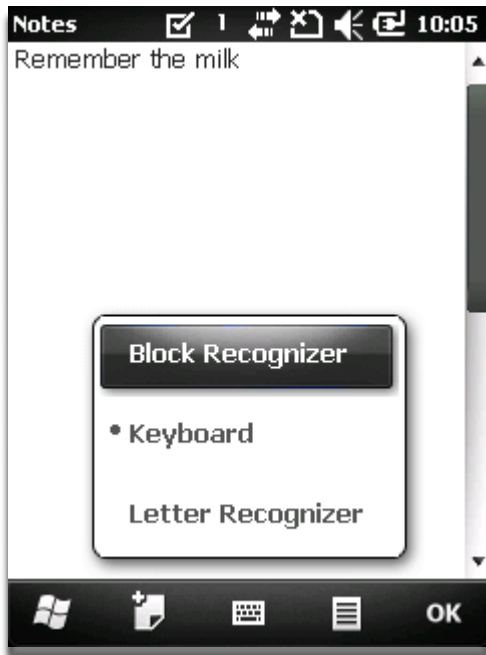 Notes 1 10:05
Remember the milk
Block Recognizer
Keyboard
Letter Recognizer
OK